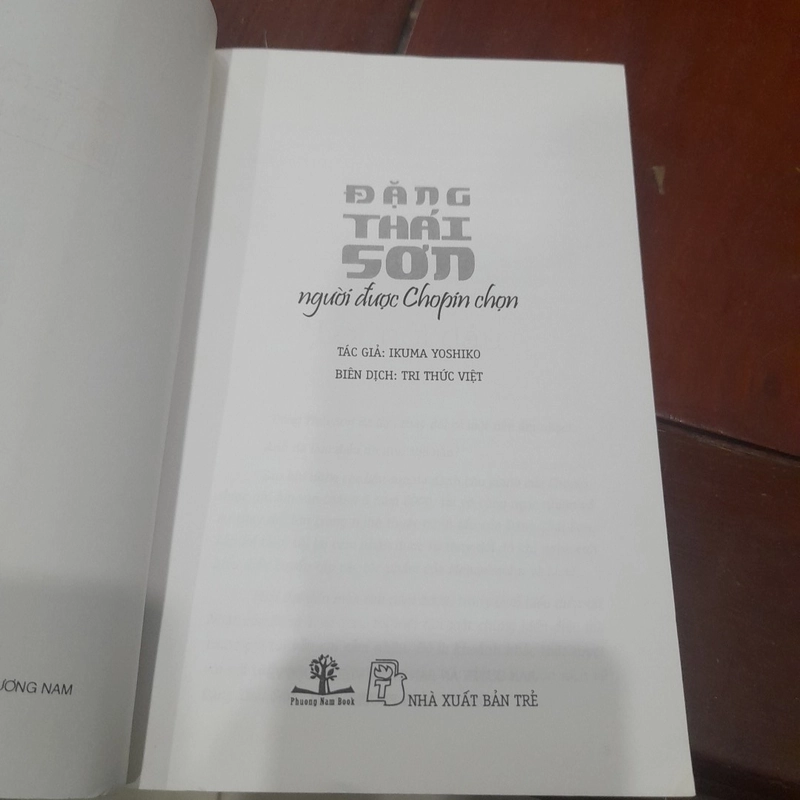 ĐẶNG
THÁI
SƠN
người được Chopin chọn
TÁC GIẢ: IKUMA YOSHIKO
BIÊN DỊCH: TRI THỨC VIỆT
ƯƠNG NAM
Phuong Nam Book
NHÀ XUẤT BẢN TRẺ